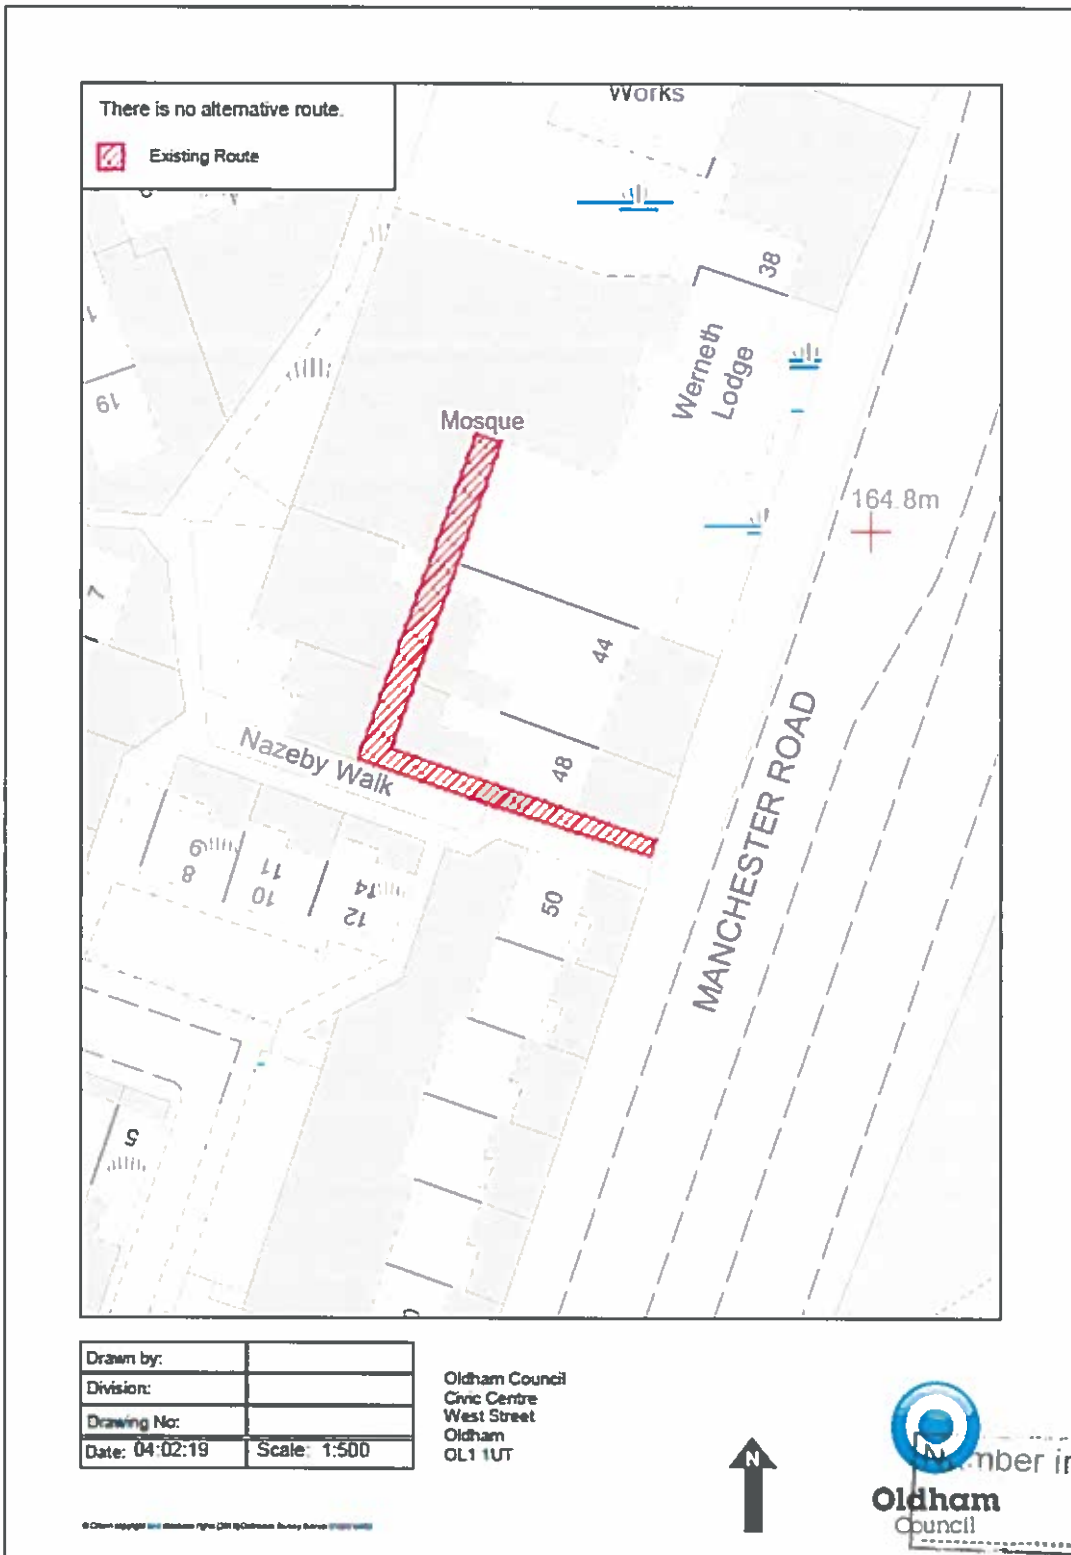 There is no alternative route.
Existing Route
Works
38
Werneth
Lodge
19
Mosque
164.8m
7
44
48
Nazeby Walk
MANCHESTER ROAD
9
8
11
10
14
12
50
5
Drawn by:
Division:
Drawing No:
Date: 04:02:19
Scale: 1:500
Oldham Council
Civic Centre
West Street
Oldham
OL1 1UT
N
Oldham
Council